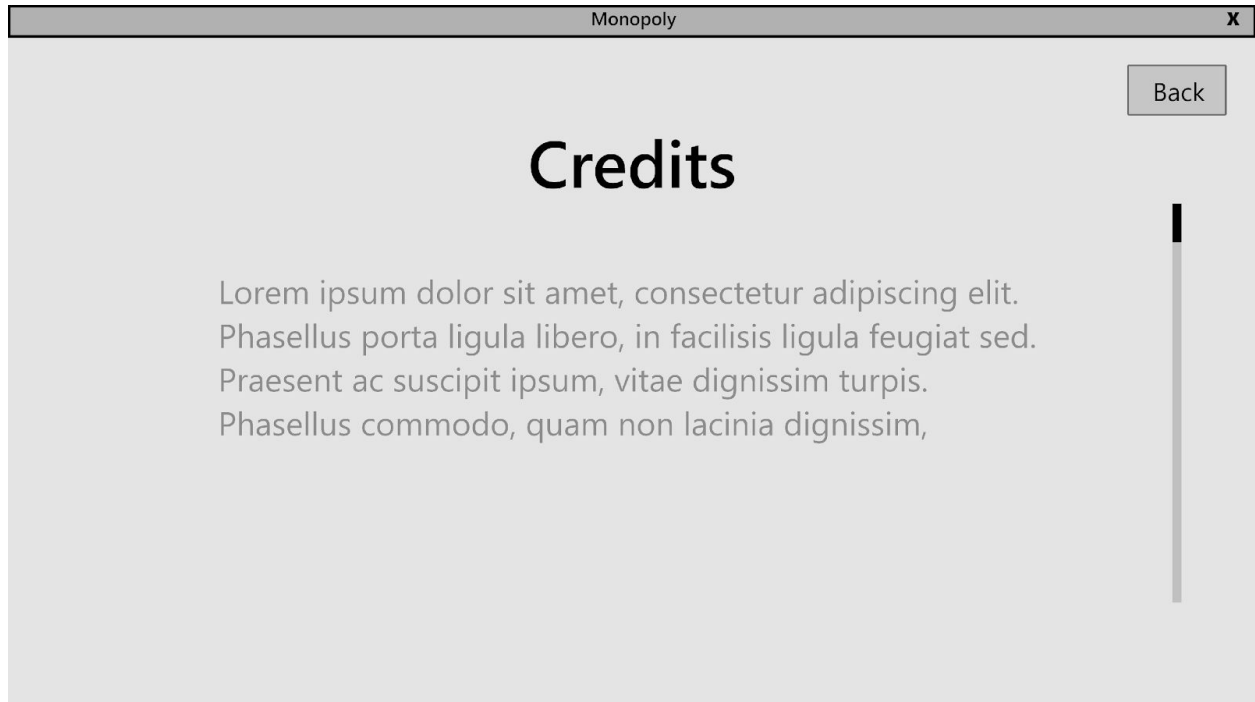 Monopoly X
Back
Credits
Lorem ipsum dolor sit amet, consectetur adipiscing elit.
Phasellus porta ligula libero, in facilisis ligula feugiat sed.
Praesent ac suscipit ipsum, vitae dignissim turpis.
Phasellus commodo, quam non lacinia dignissim,